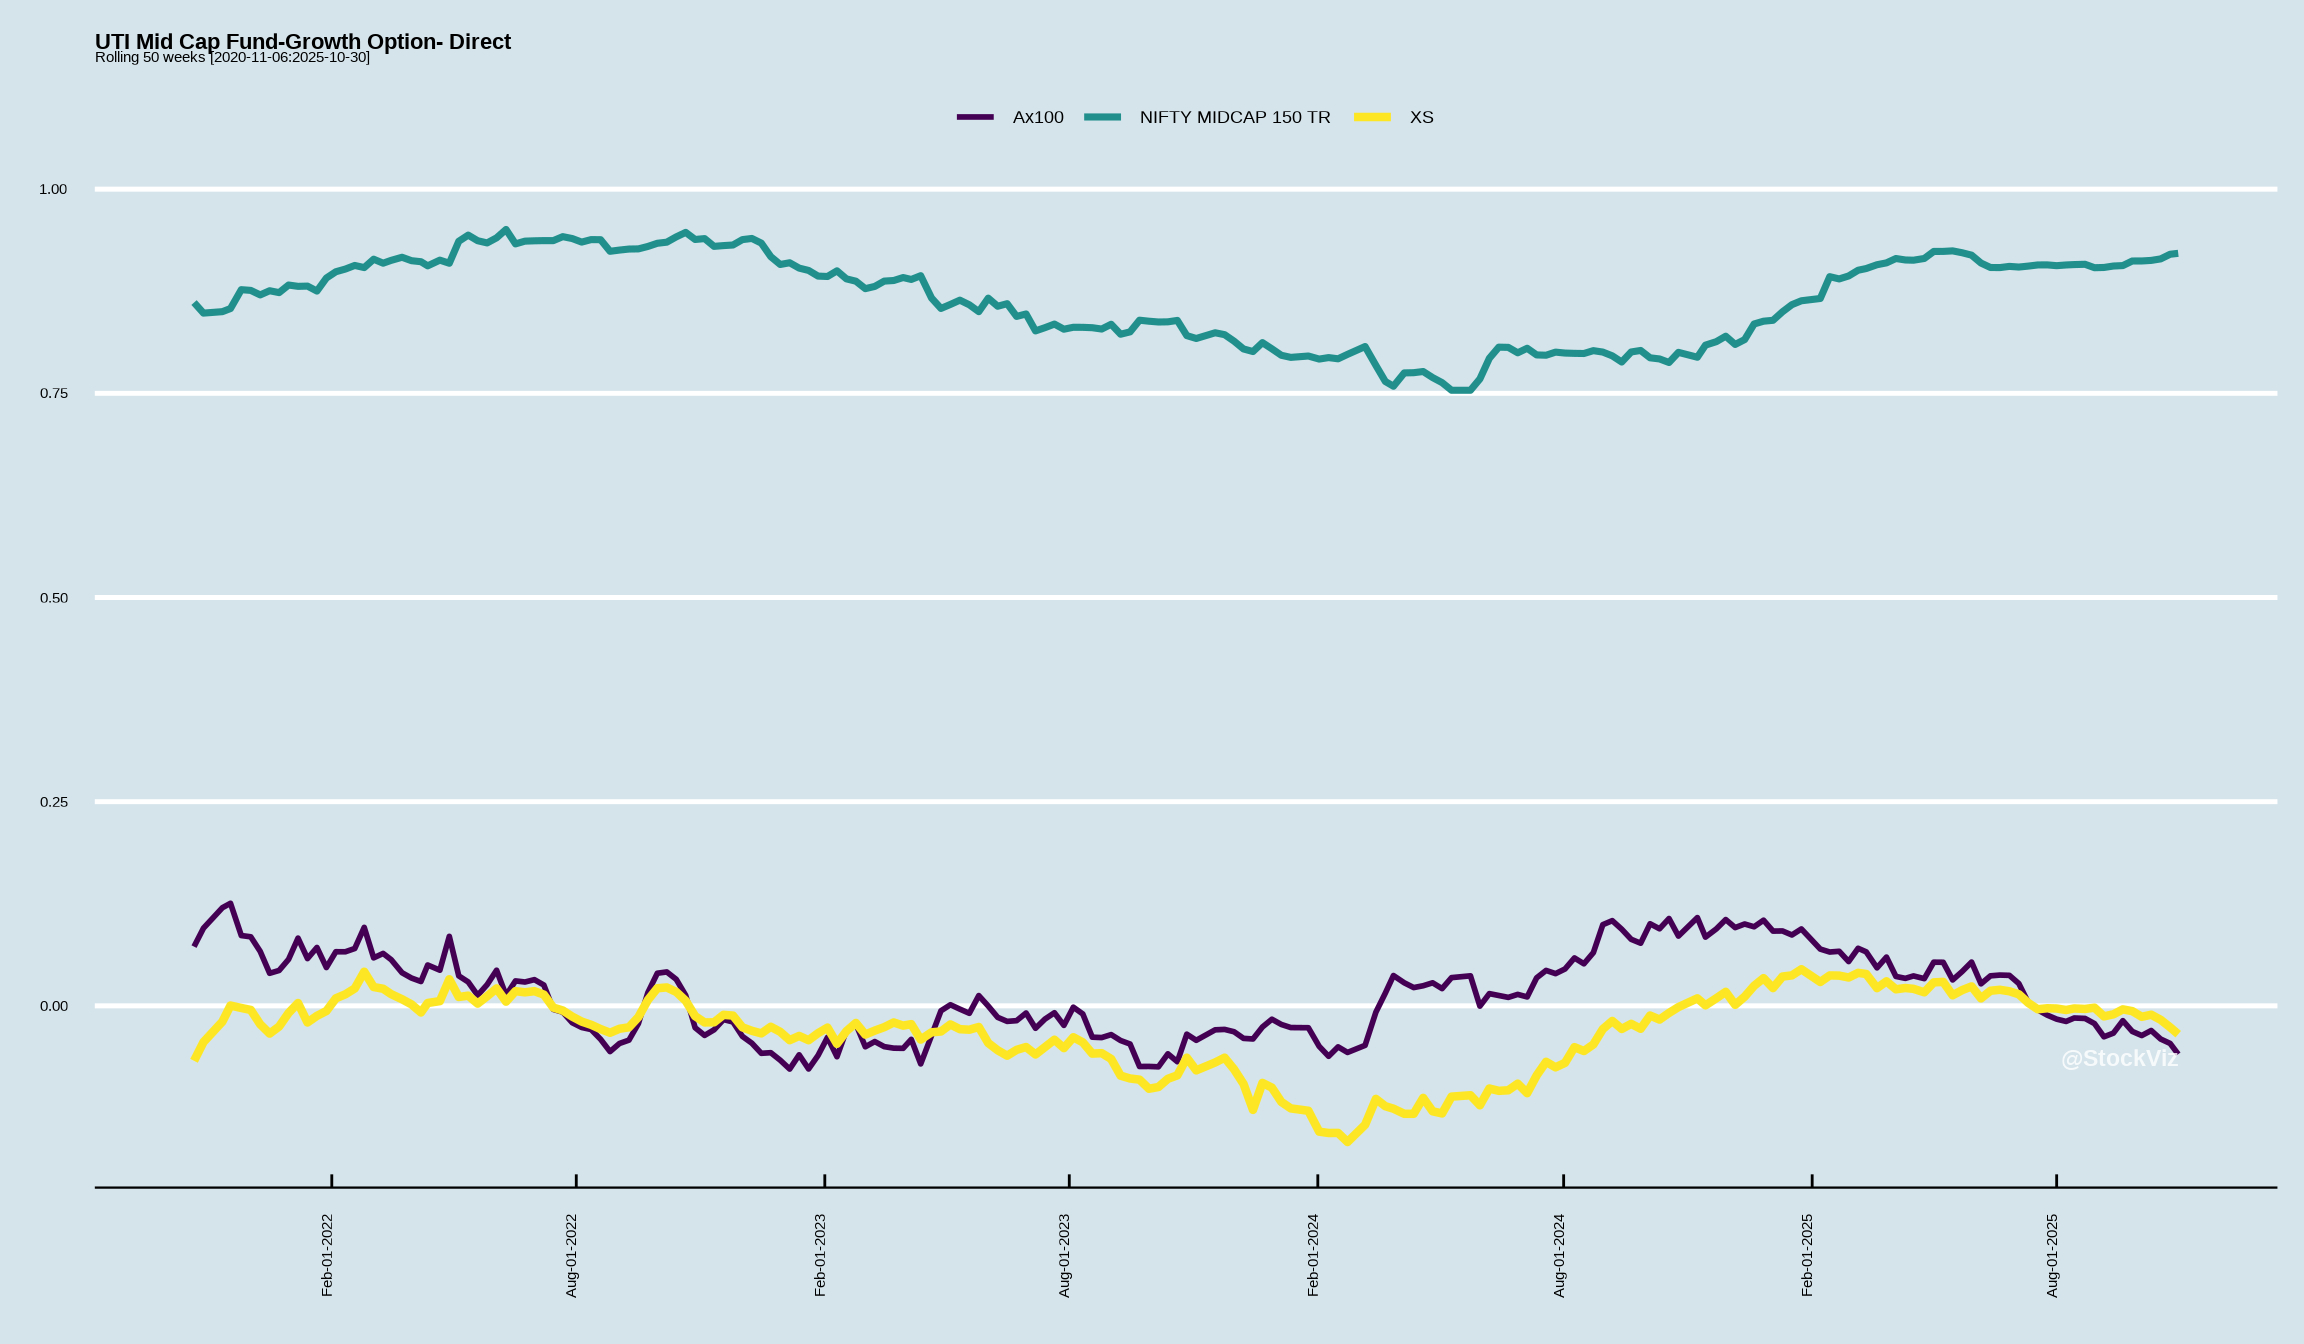 UTI Mid Cap Fund-Growth Option- Direct
Rolling 50 weeks [2020-11-06:2025-10-30]
Ax100 NIFTY MIDCAP 150 TR XS
1.00
0.75
0.50
0.25
0.00
@StockViz
Feb-01-2022 Aug-01-2022 Feb-01-2023 Aug-01-2023 Feb-01-2024 Aug-01-2024 Feb-01-2025 Aug-01-2025